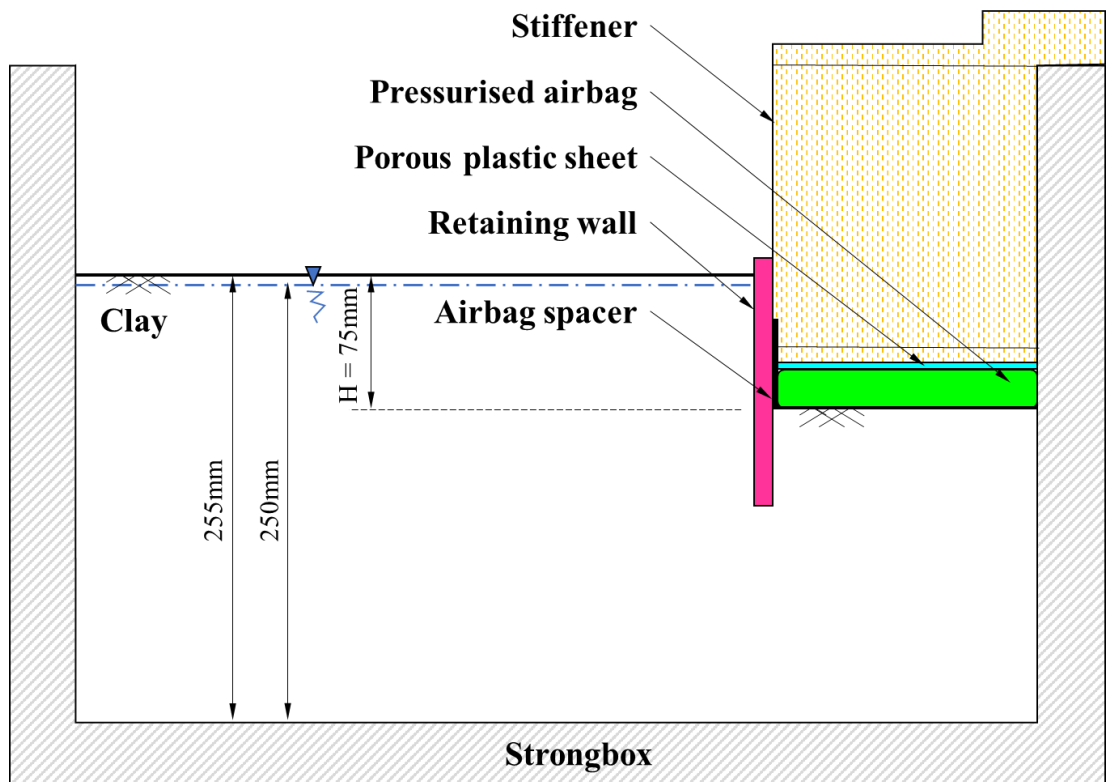 Stiffener
Pressurised airbag
Porous plastic sheet
Retaining wall
Airbag spacer
Clay
H = 75mm
255mm
250mm
Strongbox